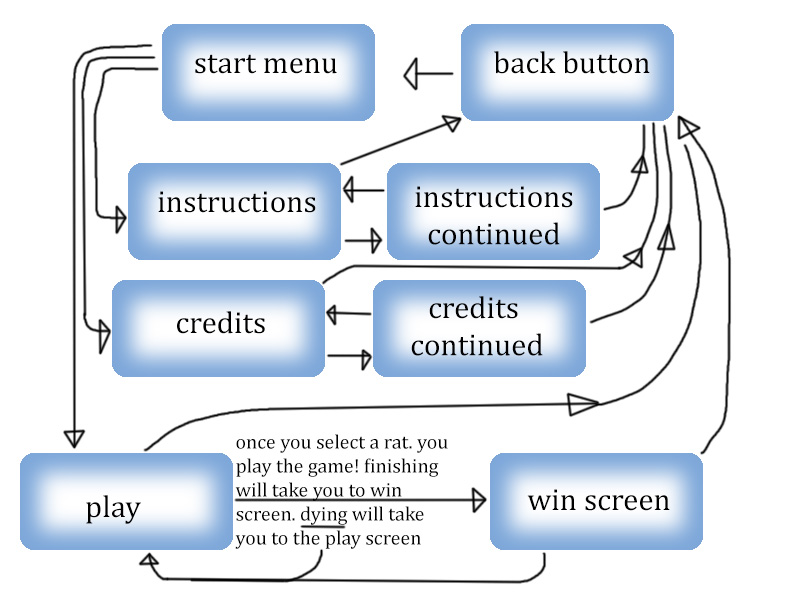 start menu
back button
instructions
instructions
continued
credits
credits
continued
once you select a rat. you
play the game! finishing
will take you to win
screen. dying will take
you to the play screen
play
win screen